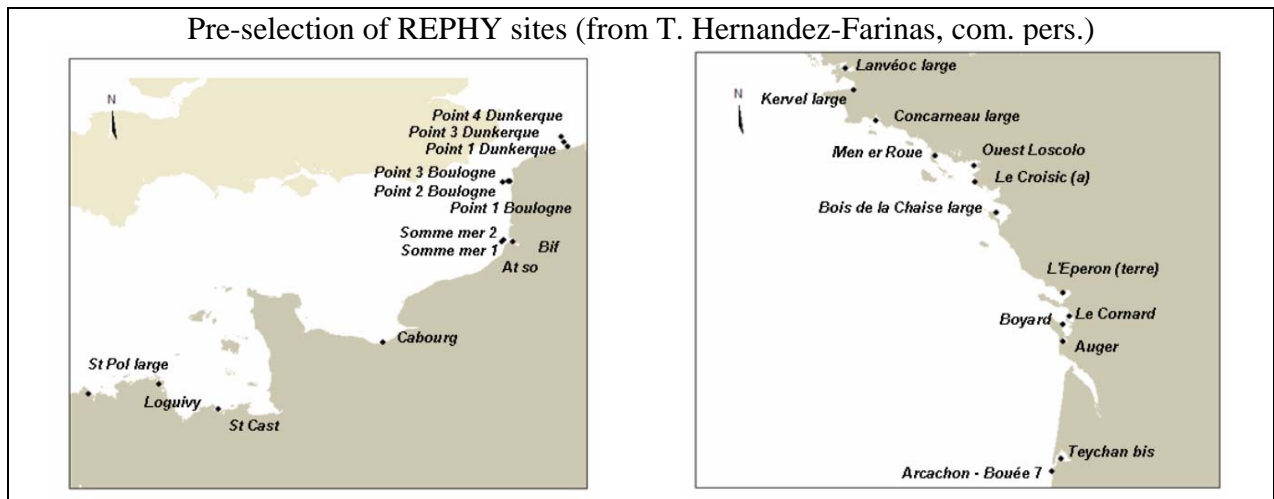 Pre-selection of REPHY sites (from T. Hernandez-Farinas, com. pers.)
N
Point 4 Dunkerque
Point 3 Dunkerque
Point 1 Dunkerque
Point 3 Boulogne
Point 2 Boulogne
Point 1 Boulogne
Somme mer 2
Somme mer 1
Bif
At so
Cabourg
St Pol large
Loguivy
St Cast
N
Lanvéoc large
Kervel large
Concarneau large
Men er Roue
Ouest Loscolo
Le Croisic (a)
Bois de la Chaise large
L'Eperon (terre)
Boyard
Le Cornard
Auger
Teychan bis
Arcachon - Bouée 7